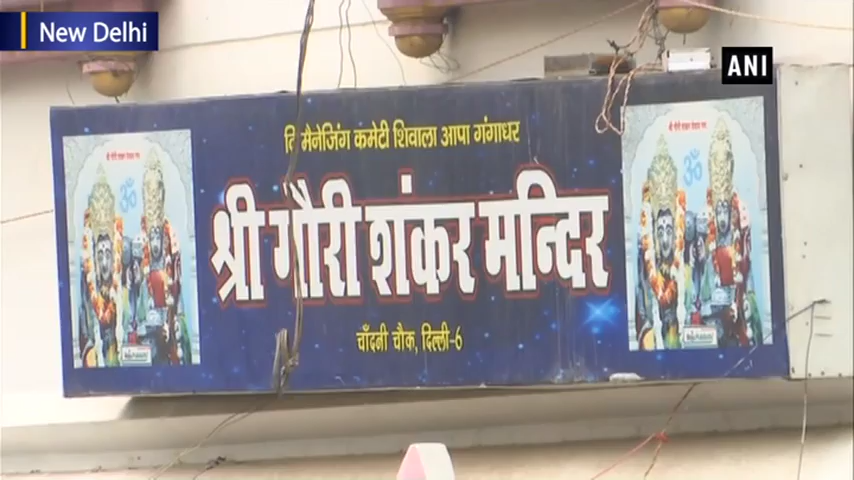 New Delhi
ANI
दि मैनेजिंग कमेटी शिवाला आपा गंगाधर
श्री गौरी शंकर मन्दिर
चाँदनी चौक, दिल्ली-6
ॐ
ॐ